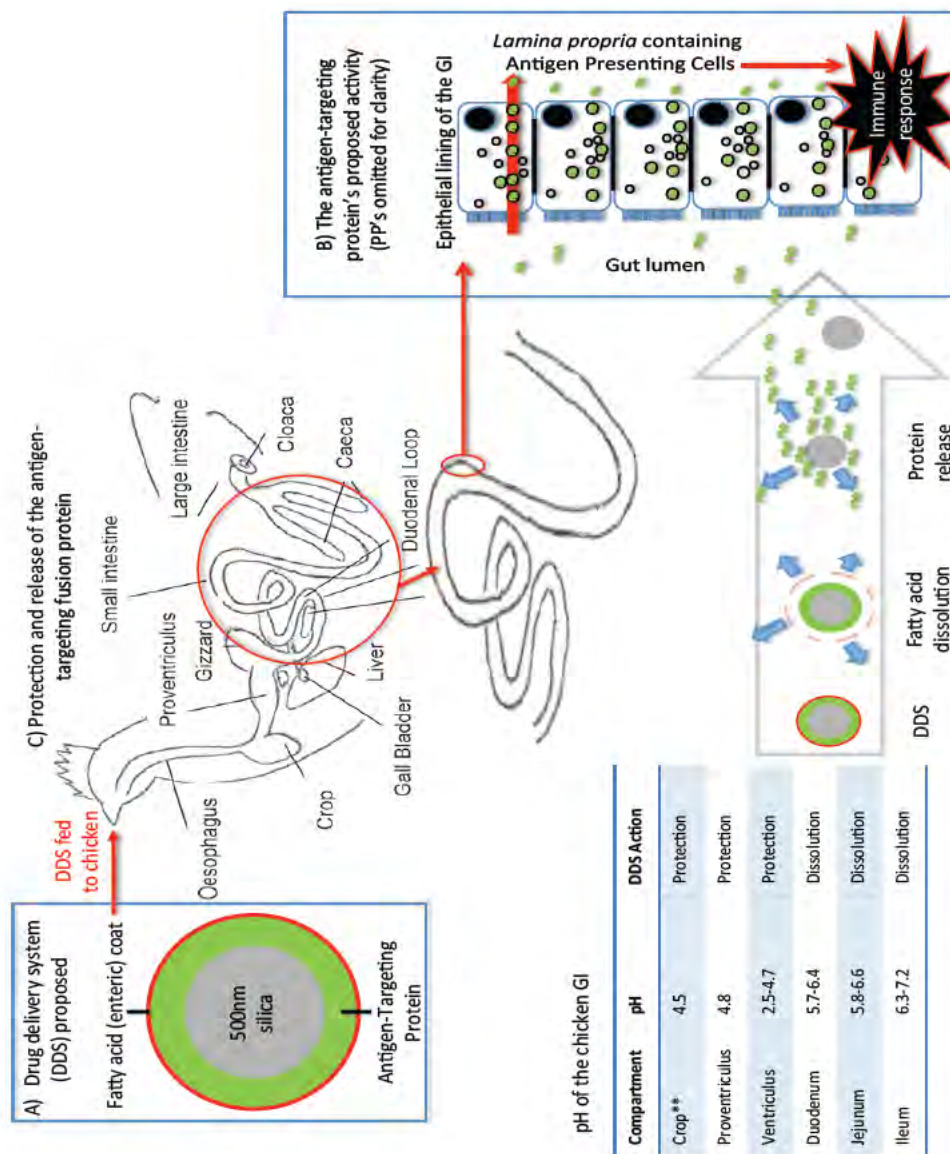 A) Drug delivery system
(DDS) proposed
Fatty acid (enteric) coat
500nm
silica
Antigen-Targeting
Protein
DDS fed
to chicken
C) Protection and release of the antigen-
targeting fusion protein
Oesophagus
Crop
Proventriculus
Gizzard
Liver
Gall Bladder
Small intestine
Large intestine
Cloaca
Caeca
Duodenal Loop
B) The antigen-targeting
protein's proposed activity
(PP's omitted for clarity)
Epithelial lining of the GI
Lamina propria containing
Antigen Presenting Cells
Gut lumen
Immune
response
pH of the chicken GI
Compartment pH DDS Action
Crop** 4.5 Protection
Proventriculus 4.8 Protection
Ventriculus 2.5-4.7 Protection
Duodenum 5.7-6.4 Dissolution
Jejunum 5.8-6.6 Dissolution
Ileum 6.3-7.2 Dissolution
DDS
Fatty acid
dissolution
Protein
release